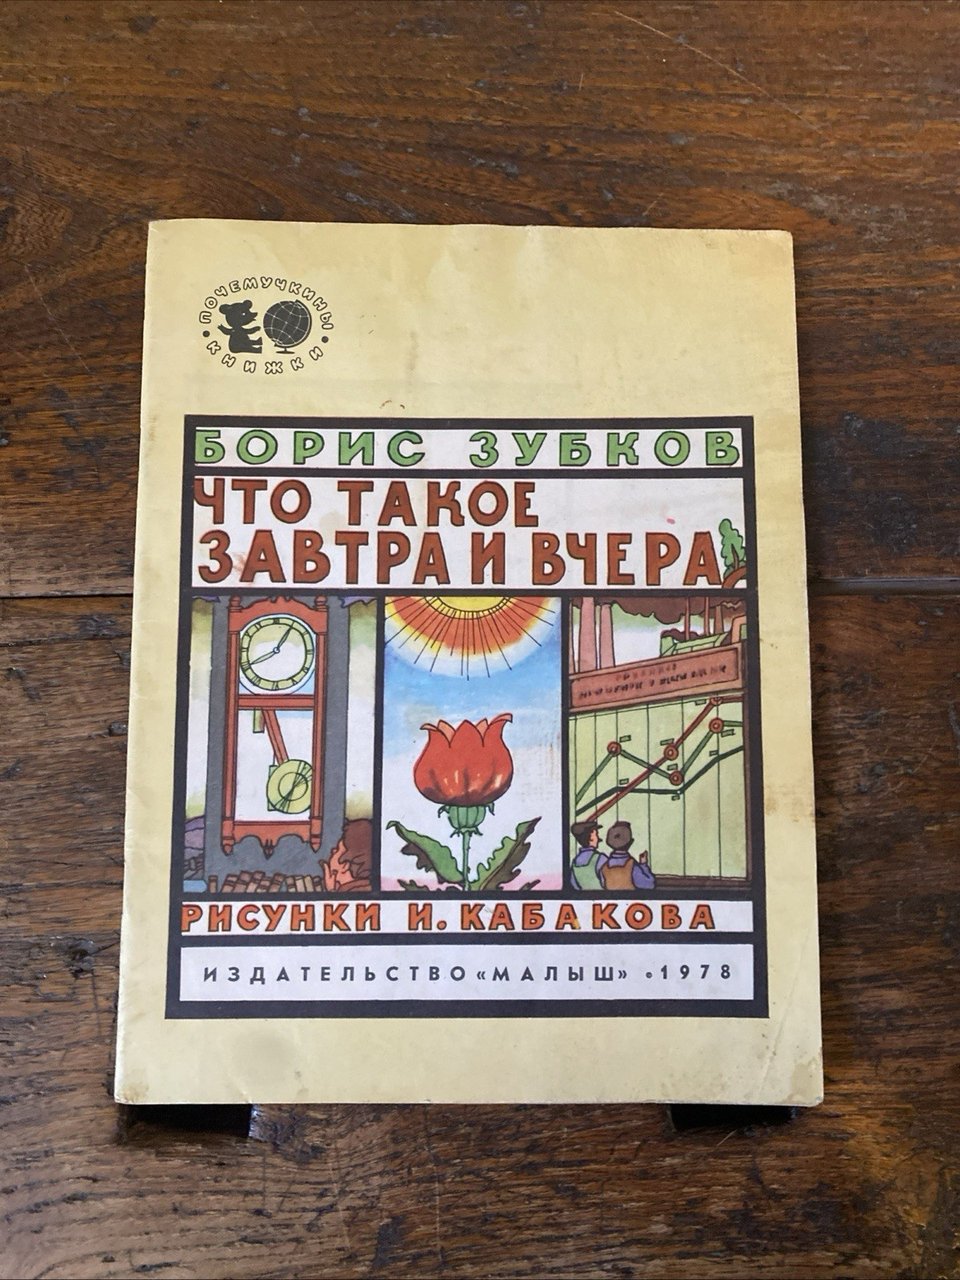 ПОЧЕМУЧКИНЫ
КНИЖКИ
БОРИС ЗУБКОВ
ЧТО ТАКОЕ
ЗАВТРА И ВЧЕРА
РИСУНКИ И. КАБАКОВА
ИЗДАТЕЛЬСТВО «МАЛЫШ» • 1978